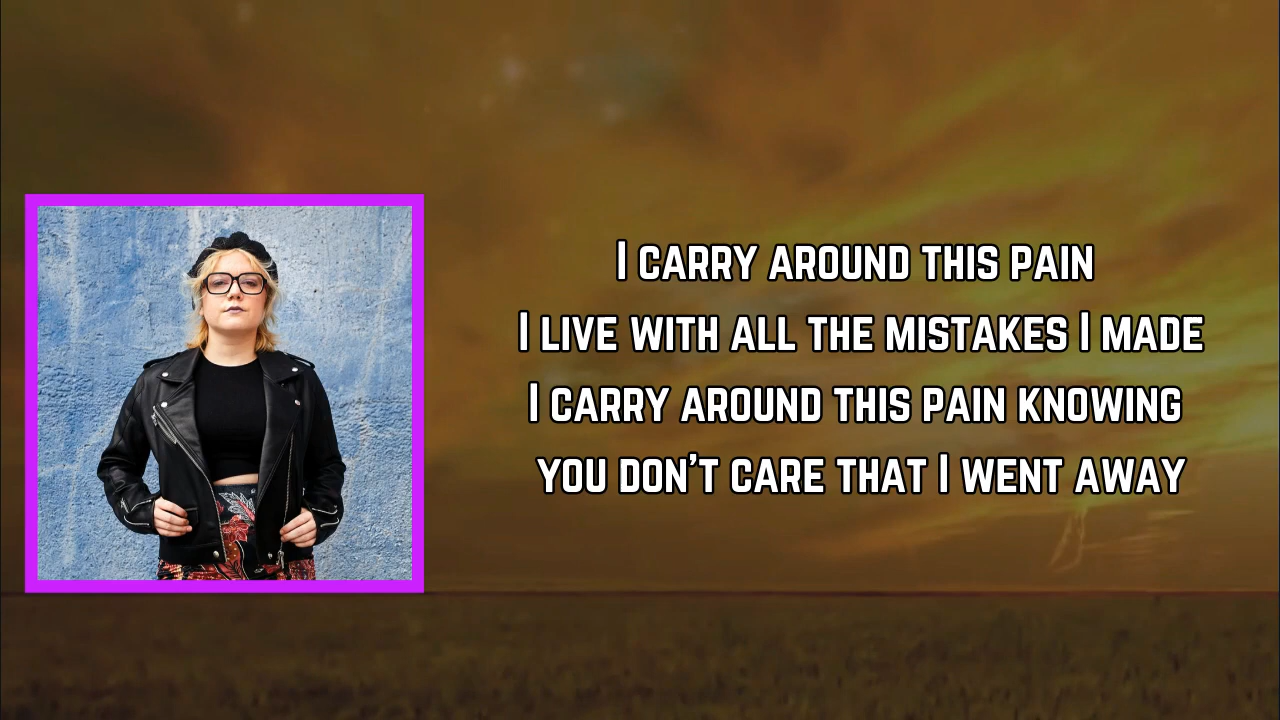 I CARRY AROUND THIS PAIN
I LIVE WITH ALL THE MISTAKES I MADE
I CARRY AROUND THIS PAIN KNOWING
YOU DON'T CARE THAT I WENT AWAY